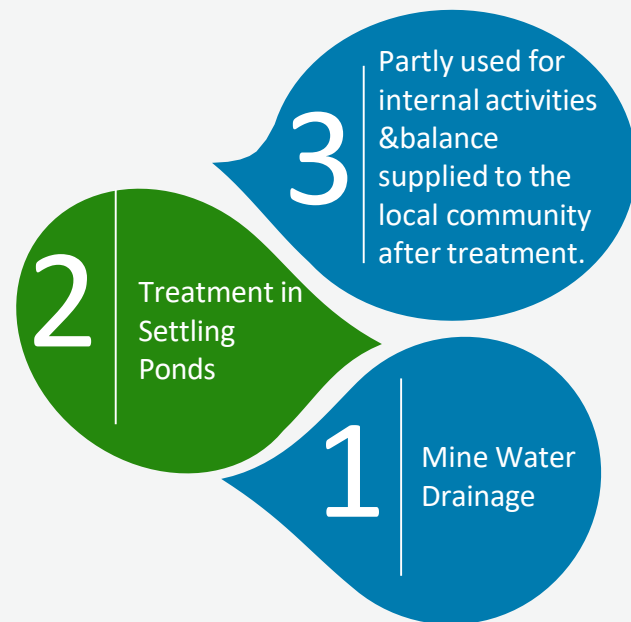 3
Partly used for
internal activities
&balance
supplied to the
local community
after treatment.
2
Treatment in
Settling
Ponds
1
Mine Water
Drainage